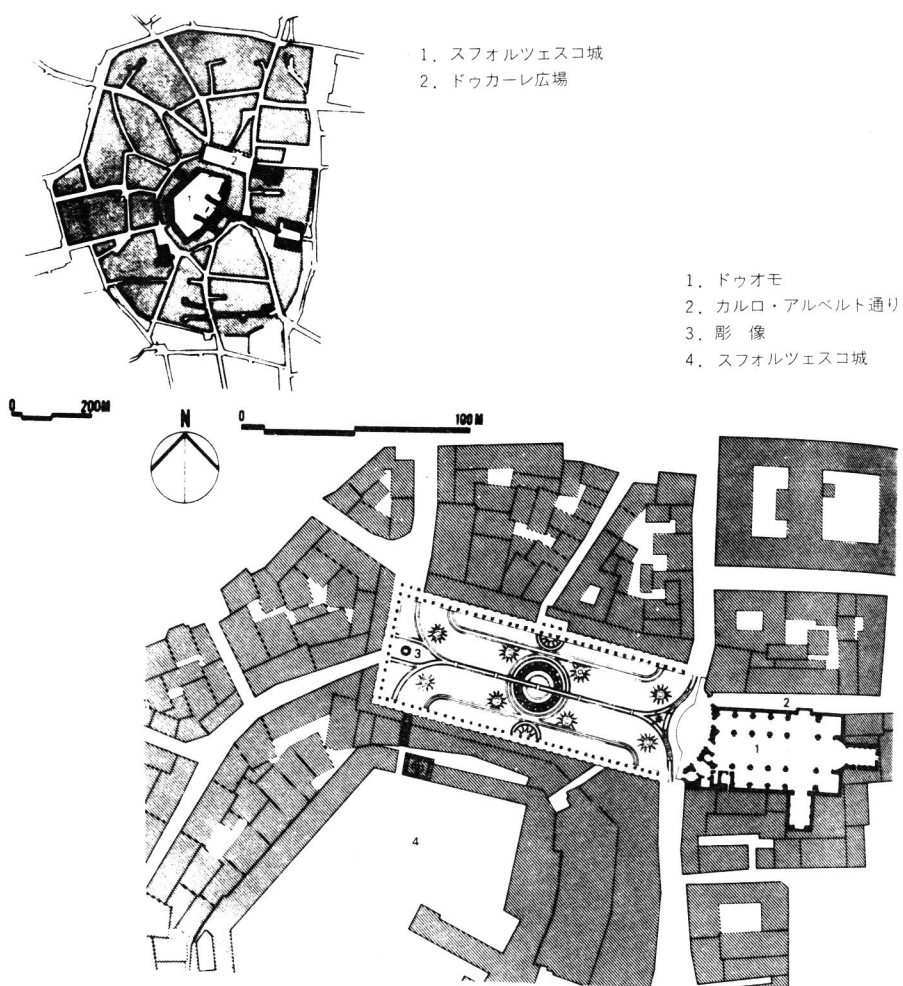 1. スフォルツェスコ城
2. ドゥカーレ広場
2
1. ドゥオモ
2. カルロ・アルベルト通り
3. 彫 像
4. スフォルツェスコ城
0 200M
N
0 100M
3
2
1
4